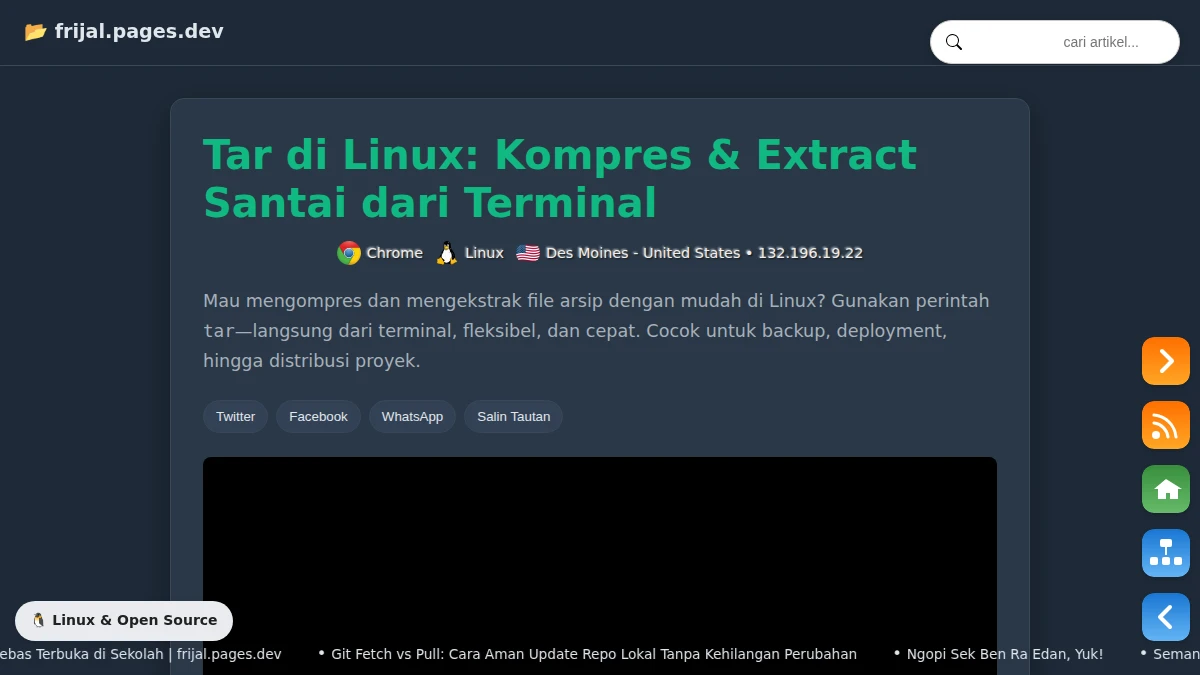 frijal.pages.dev
cari artikel...
Tar di Linux: Kompres & Extract
Santai dari Terminal
Chrome Linux Des Moines - United States • 132.196.19.22
Mau mengompres dan mengekstrak file arsip dengan mudah di Linux? Gunakan perintah
tar—langsung dari terminal, fleksibel, dan cepat. Cocok untuk backup, deployment,
hingga distribusi proyek.
Twitter Facebook WhatsApp Salin Tautan
Linux & Open Source
ebas Terbuka di Sekolah | frijal.pages.dev • Git Fetch vs Pull: Cara Aman Update Repo Lokal Tanpa Kehilangan Perubahan • Ngopi Sek Ben Ra Edan, Yuk! • Seman